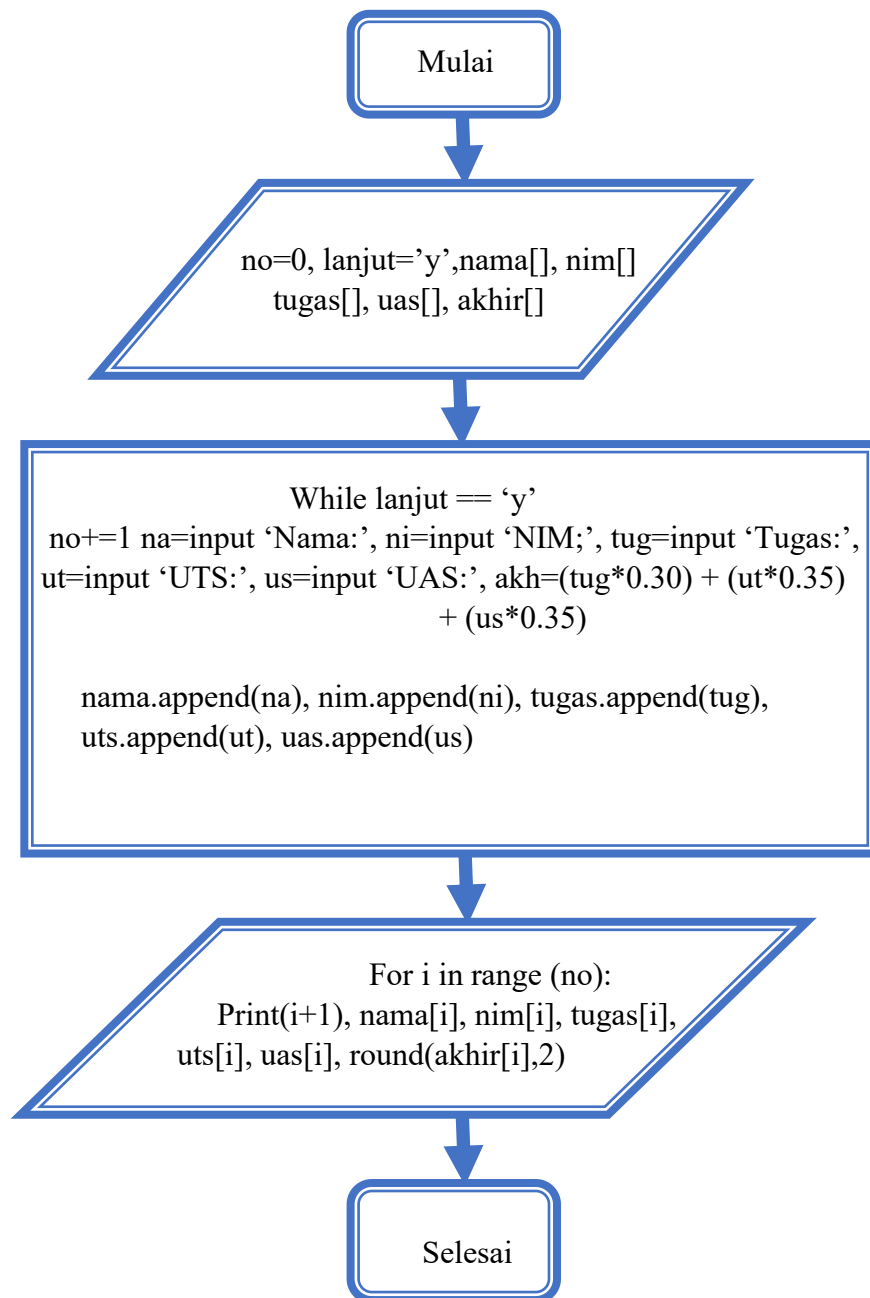 Mulai
no=0, lanjut=’y’,nama[], nim[]
tugas[], uas[], akhir[]
While lanjut == ‘y’
no+=1 na=input ‘Nama:’, ni=input ‘NIM;’, tug=input ‘Tugas:’,
ut=input ‘UTS:’, us=input ‘UAS:’, akh=(tug*0.30) + (ut*0.35)
+ (us*0.35)
nama.append(na), nim.append(ni), tugas.append(tug),
uts.append(ut), uas.append(us)
For i in range (no):
Print(i+1), nama[i], nim[i], tugas[i],
uts[i], uas[i], round(akhir[i],2)
Selesai